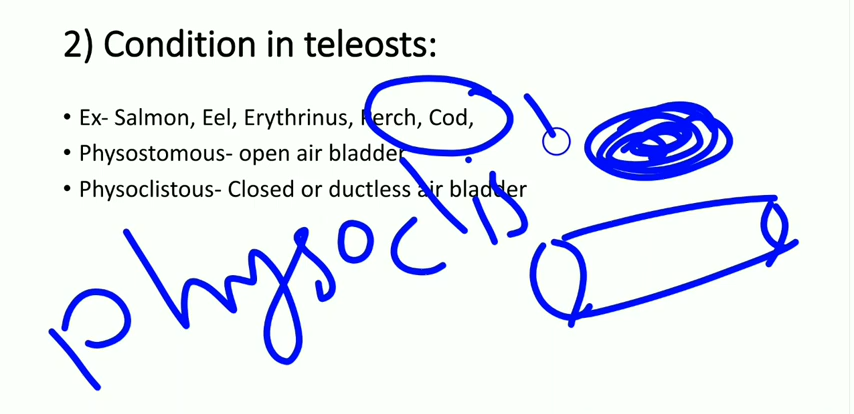 2) Condition in teleosts:
• Ex- Salmon, Eel, Erythrinus, Perch, Cod,
• Physostomous- open air bladder
• Physoclistous- Closed or ductless air bladder
physoclis